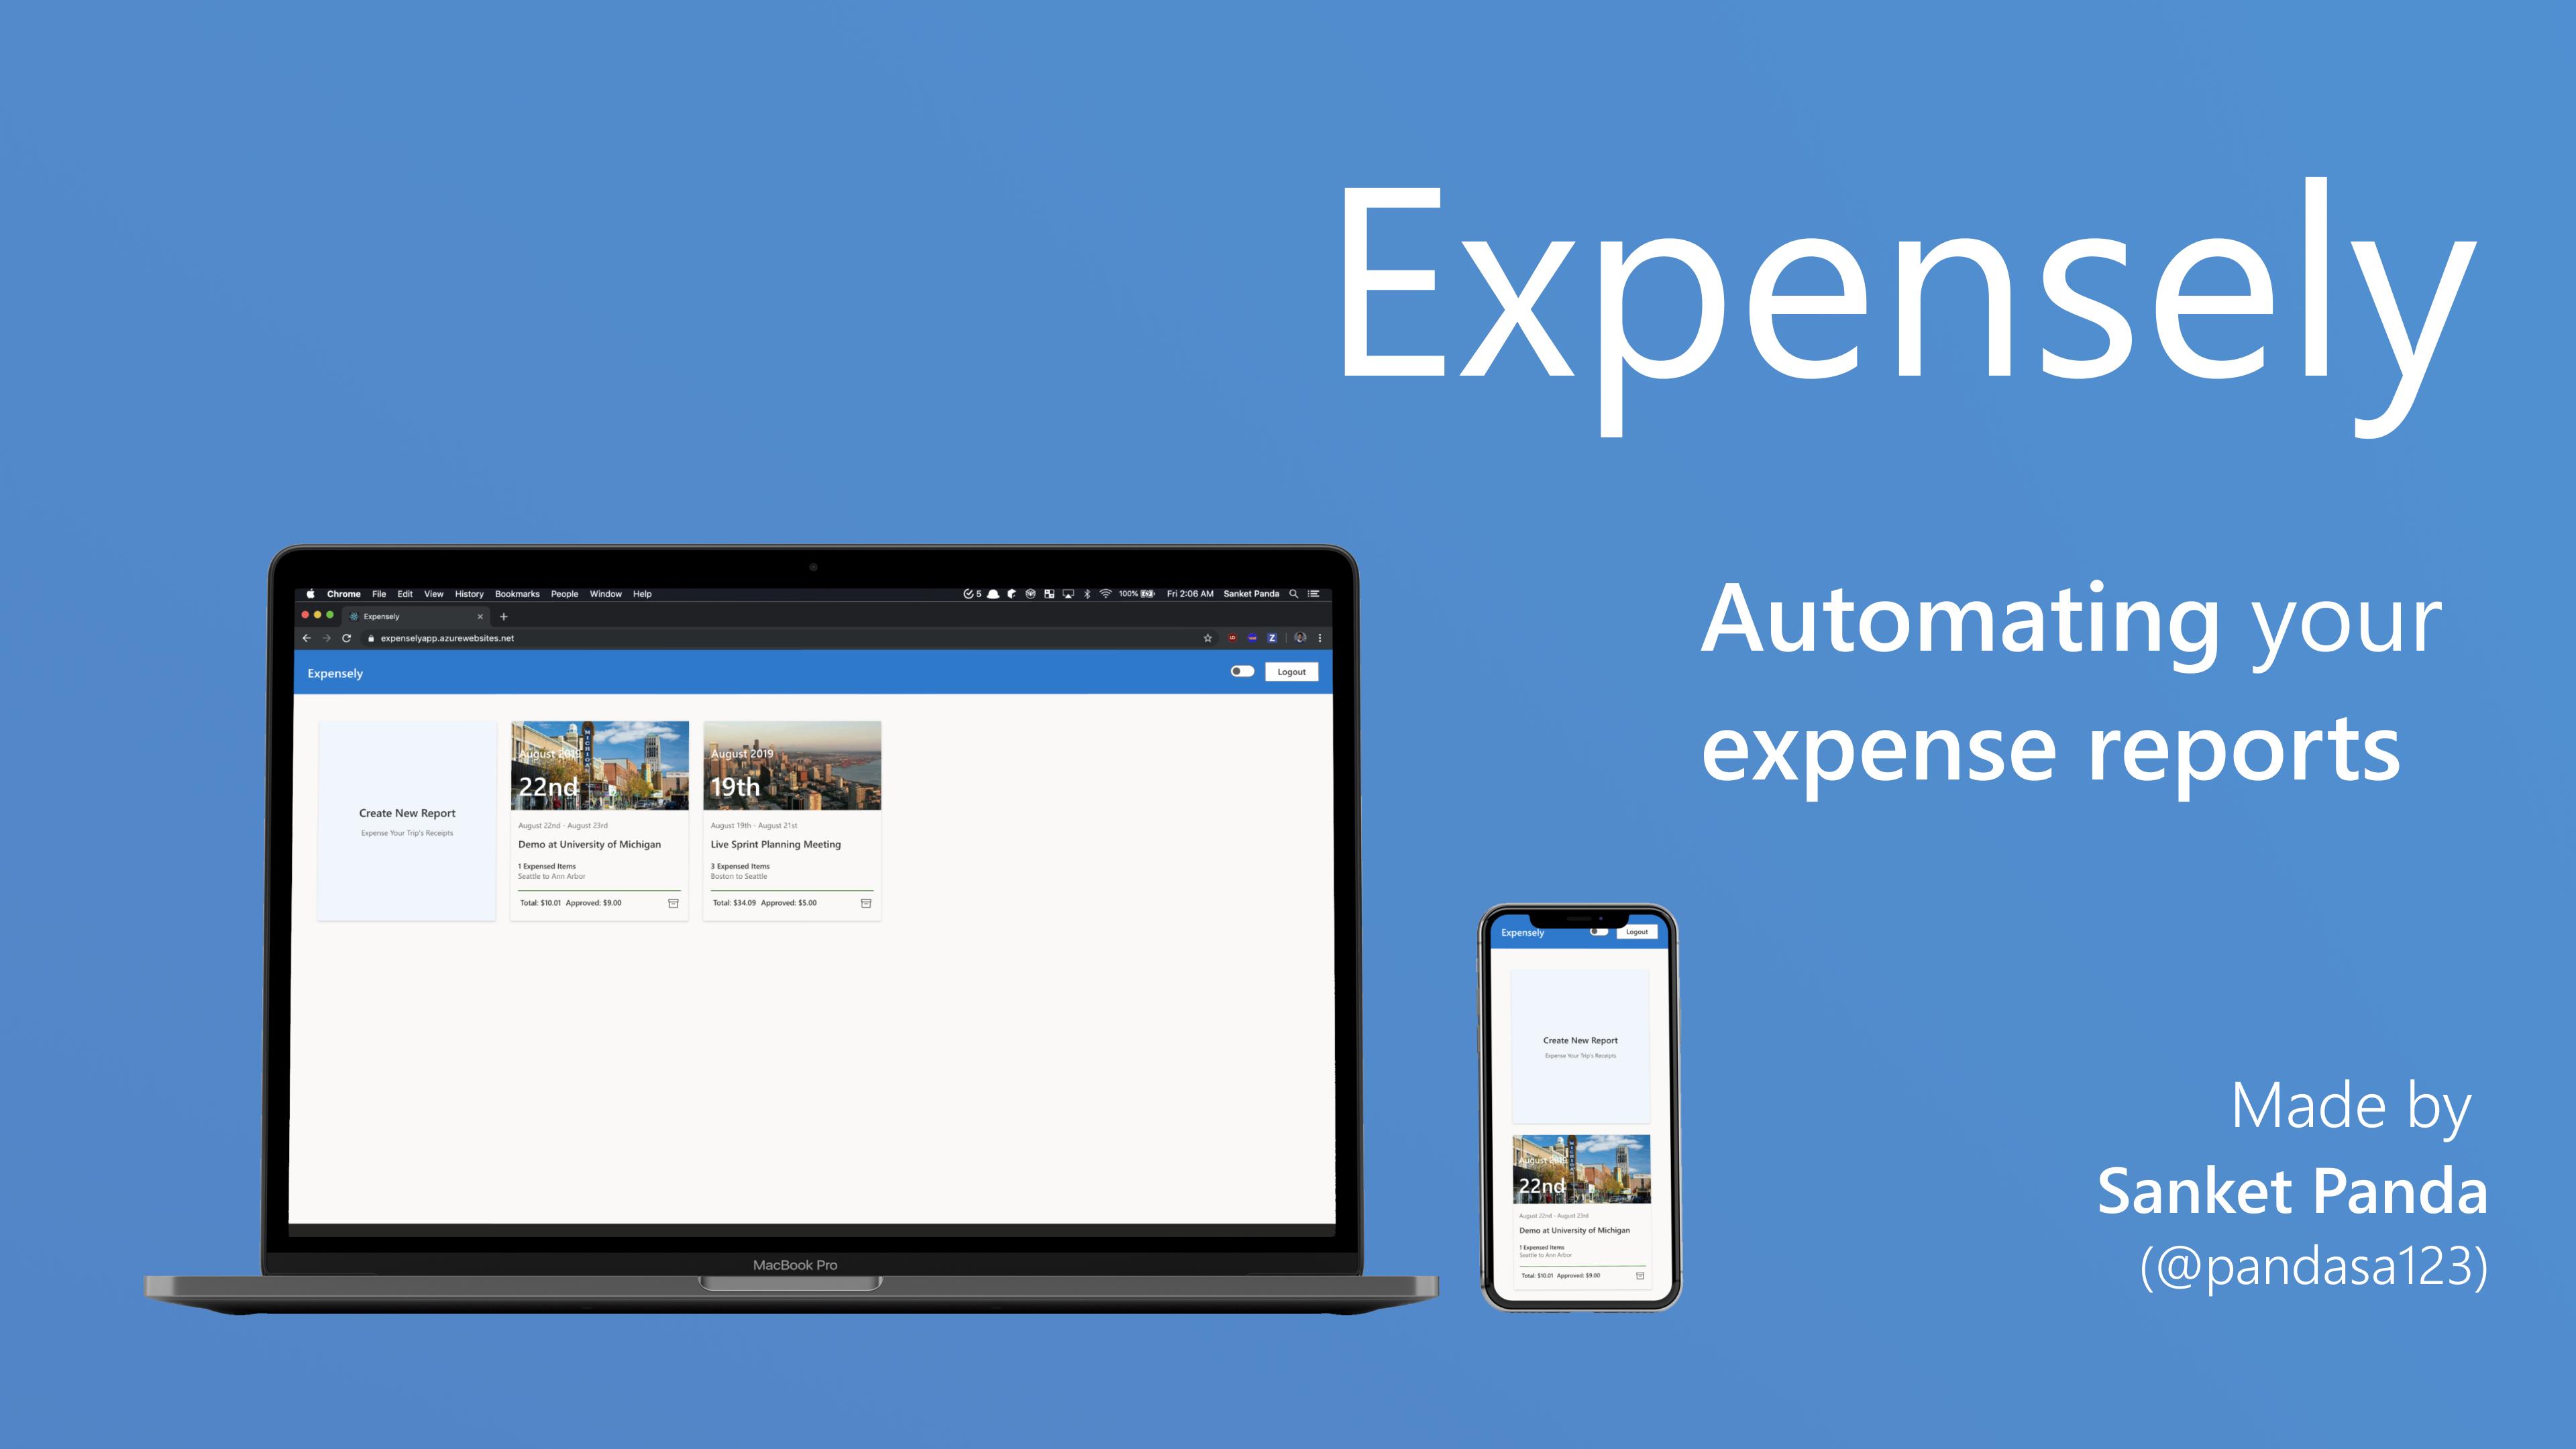 Expensely
Automating your
expense reports
Made by
Sanket Panda
(@pandasa123)
Chrome File Edit View History Bookmarks People Window Help 5 100% Fri 2:06 AM Sanket Panda
Expensely
expenselyapp.azurewebsites.net
Expensely Logout
Create New Report
Expense Your Trip's Receipts
MICHIGAN
August 2019
22nd
August 22nd - August 23rd
Demo at University of Michigan
1 Expensed Items
Seattle to Ann Arbor
Total: $10.01 Approved: $9.00
August 2019
19th
August 19th - August 21st
Live Sprint Planning Meeting
3 Expensed Items
Boston to Seattle
Total: $34.09 Approved: $5.00
MacBook Pro
Expensely Logout
Create New Report
Expense Your Trip's Receipts
August 2019
22nd
August 22nd - August 23rd
Demo at University of Michigan
1 Expensed Items
Seattle to Ann Arbor
Total: $10.01 Approved: $9.00